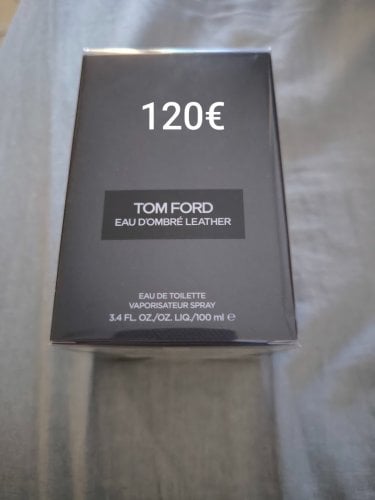 120€
TOM FORD
EAU D'OMBRÉ LEATHER
EAU DE TOILETTE
VAPORISATEUR SPRAY
3.4 FL. OZ./OZ. LIQ./100 ml ℮